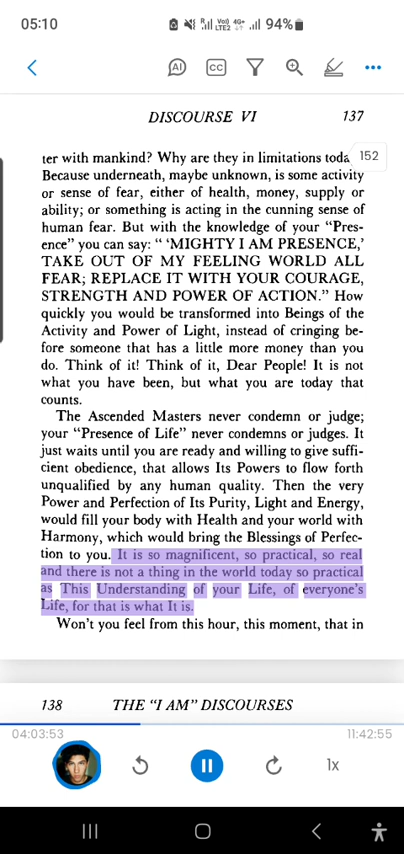 05:10
R Vo)) 4G+ LTE2 94%
AI CC
DISCOURSE VI 137
152
ter with mankind? Why are they in limitations toda
Because underneath, maybe unknown, is some activity
or sense of fear, either of health, money, supply or
ability; or something is acting in the cunning sense of
human fear. But with the knowledge of your "Pres-
ence" you can say: " 'MIGHTY I AM PRESENCE,'
TAKE OUT OF MY FEELING WORLD ALL
FEAR; REPLACE IT WITH YOUR COURAGE,
STRENGTH AND POWER OF ACTION." How
quickly you would be transformed into Beings of the
Activity and Power of Light, instead of cringing be-
fore someone that has a little more money than you
do. Think of it! Think of it, Dear People! It is not
what you have been, but what you are today that
counts.
The Ascended Masters never condemn or judge;
your "Presence of Life" never condemns or judges. It
just waits until you are ready and willing to give suffi-
cient obedience, that allows Its Powers to flow forth
unqualified by any human quality. Then the very
Power and Perfection of Its Purity, Light and Energy,
would fill your body with Health and your world with
Harmony, which would bring the Blessings of Perfec-
tion to you. It is so magnificent, so practical, so real
and there is not a thing in the world today so practical
as This Understanding of your Life, of everyone's
Life, for that is what It is.
Won't you feel from this hour, this moment, that in
138 THE "I AM" DISCOURSES
04:03:53 11:42:55
1x